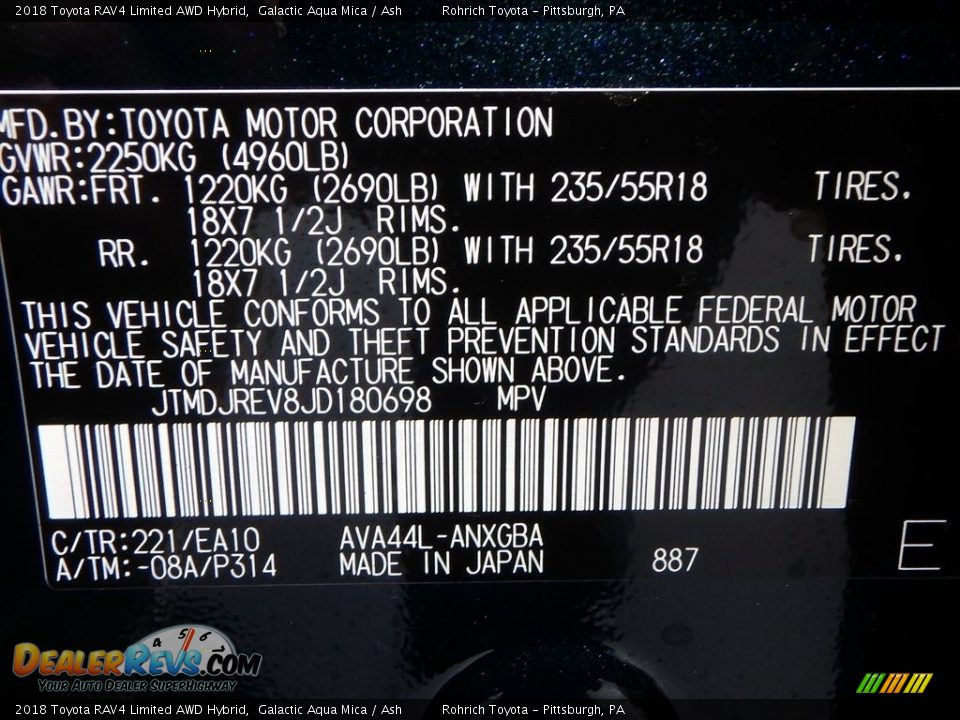 2018 Toyota RAV4 Limited AWD Hybrid, Galactic Aqua Mica / Ash Rohrich Toyota - Pittsburgh, PA
MFD.BY:TOYOTA MOTOR CORPORATION
GVWR:2250KG (4960LB)
GAWR:FRT. 1220KG (2690LB) WITH 235/55R18 TIRES.
18X7 1/2J RIMS.
RR. 1220KG (2690LB) WITH 235/55R18 TIRES.
18X7 1/2J RIMS.
THIS VEHICLE CONFORMS TO ALL APPLICABLE FEDERAL MOTOR
VEHICLE SAFETY AND THEFT PREVENTION STANDARDS IN EFFECT
THE DATE OF MANUFACTURE SHOWN ABOVE.
JTMDJREV8JD180698 MPV
C/TR:221/EA10 AVA44L-ANXGBA
A/TM:-08A/P314 MADE IN JAPAN 887 E
4 5 6
DEALERREVS.COM
YOUR AUTO DEALER SUPERHIGHWAY
2018 Toyota RAV4 Limited AWD Hybrid, Galactic Aqua Mica / Ash Rohrich Toyota - Pittsburgh, PA